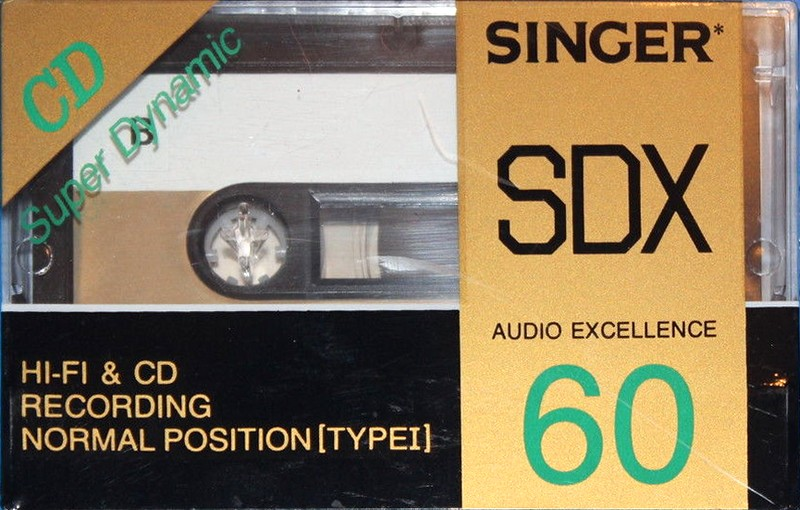 CD
Super Dynamic
SINGER*
SDX
AUDIO EXCELLENCE
60
HI-FI & CD
RECORDING
NORMAL POSITION [TYPEI]